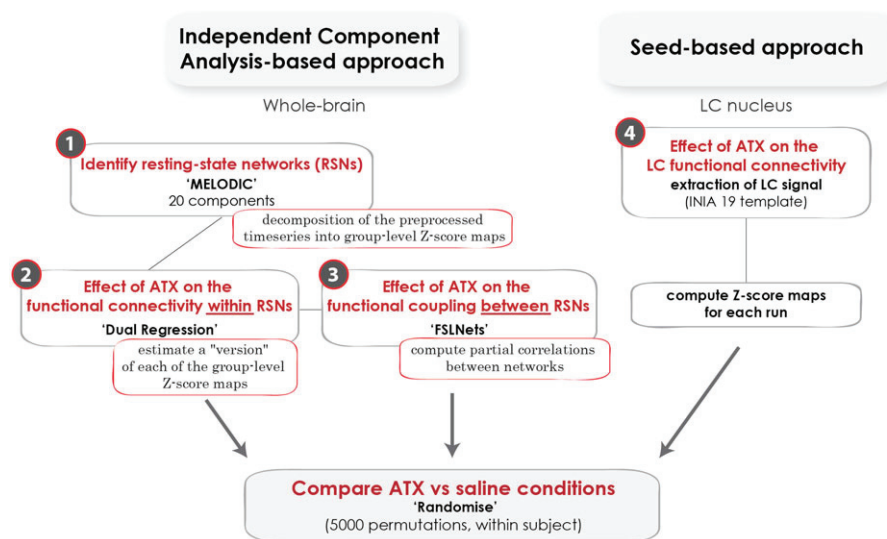 Independent Component
Analysis-based approach
Whole-brain
1
Identify resting-state networks (RSNs)
'MELODIC'
20 components
decomposition of the preprocessed
timeseries into group-level Z-score maps
2
Effect of ATX on the
functional connectivity within RSNs
'Dual Regression'
estimate a "version"
of each of the group-level
Z-score maps
3
Effect of ATX on the
functional coupling between RSNs
'FSLNets'
compute partial correlations
between networks
Seed-based approach
LC nucleus
4
Effect of ATX on the
LC functional connectivity
extraction of LC signal
(INIA 19 template)
compute Z-score maps
for each run
Compare ATX vs saline conditions
'Randomise'
(5000 permutations, within subject)